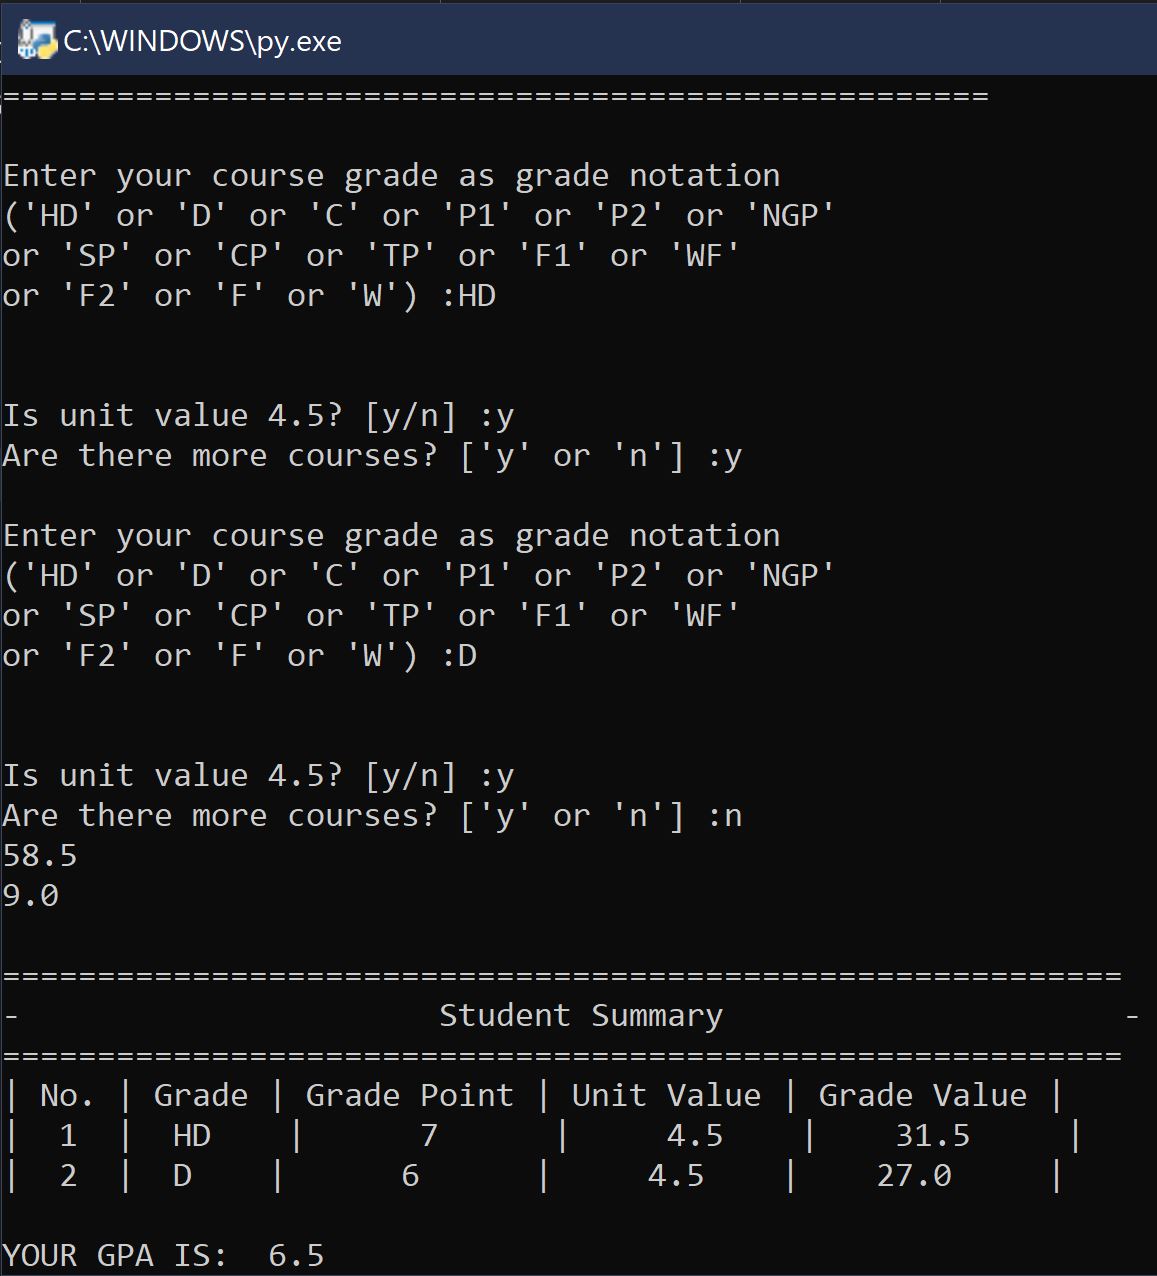 C:\WINDOWS\py.exe
====================================================
Enter your course grade as grade notation
('HD' or 'D' or 'C' or 'P1' or 'P2' or 'NGP'
or 'SP' or 'CP' or 'TP' or 'F1' or 'WF'
or 'F2' or 'F' or 'W') :HD
Is unit value 4.5? [y/n] :y
Are there more courses? ['y' or 'n'] :y
Enter your course grade as grade notation
('HD' or 'D' or 'C' or 'P1' or 'P2' or 'NGP'
or 'SP' or 'CP' or 'TP' or 'F1' or 'WF'
or 'F2' or 'F' or 'W') :D
Is unit value 4.5? [y/n] :y
Are there more courses? ['y' or 'n'] :n
58.5
9.0
===========================================================
-                      Student Summary                     -
===========================================================
| No. | Grade | Grade Point | Unit Value | Grade Value |
|  1  |  HD    |      7      |     4.5    |    31.5     |
|  2  |  D    |      6      |     4.5    |    27.0     |
YOUR GPA IS:  6.5